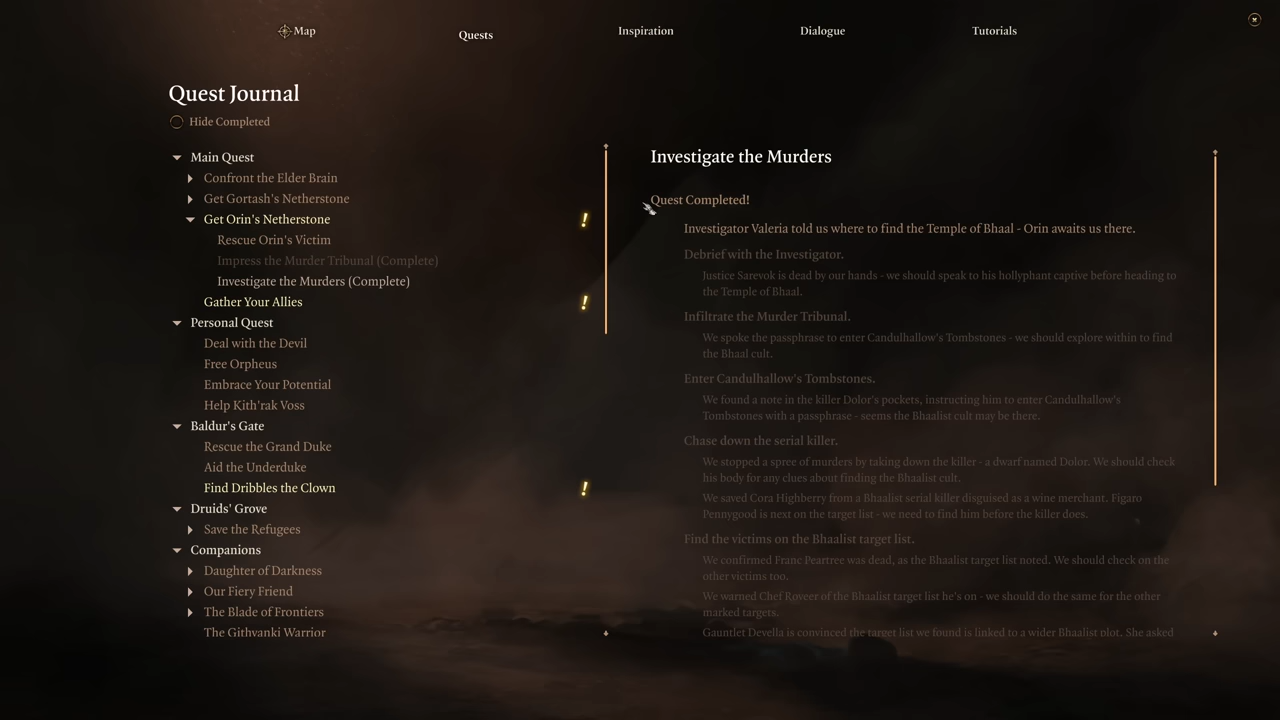 Map
Quests
Inspiration
Dialogue
Tutorials
Quest Journal
Hide Completed
Main Quest
Confront the Elder Brain
Get Gortash's Netherstone
Get Orin's Netherstone
!
Rescue Orin's Victim
Impress the Murder Tribunal (Complete)
Investigate the Murders (Complete)
Gather Your Allies
!
Personal Quest
Deal with the Devil
Free Orpheus
Embrace Your Potential
Help Kith'rak Voss
Baldur's Gate
Rescue the Grand Duke
Aid the Underduke
Find Dribbles the Clown
!
Druids' Grove
Save the Refugees
Companions
Daughter of Darkness
Our Fiery Friend
The Blade of Frontiers
The Githyanki Warrior
Investigate the Murders
Quest Completed!
Investigator Valeria told us where to find the Temple of Bhaal - Orin awaits us there.
Debrief with the Investigator.
Justice Sarevok is dead by our hands - we should speak to his hollyphant captive before heading to
the Temple of Bhaal.
Infiltrate the Murder Tribunal.
We spoke the passphrase to enter Candulhallow's Tombstones - we should explore within to find
the Bhaal cult.
Enter Candulhallow's Tombstones.
We found a note in the killer Dolor's pockets, instructing him to enter Candulhallow's
Tombstones with a passphrase - seems the Bhaalist cult may be there.
Chase down the serial killer.
We stopped a spree of murders by taking down the killer - a dwarf named Dolor. We should check
his body for any clues about finding the Bhaalist cult.
We saved Cora Highberry from a Bhaalist serial killer disguised as a wine merchant. Figaro
Pennygood is next on the target list - we need to find him before the killer does.
Find the victims on the Bhaalist target list.
We confirmed Franc Peartree was dead, as the Bhaalist target list noted. We should check on the
other victims too.
We warned Chef Roveer of the Bhaalist target list he's on - we should do the same for the other
marked targets.
Gauntlet Devella is convinced the target list we found is linked to a wider Bhaalist plot. She asked